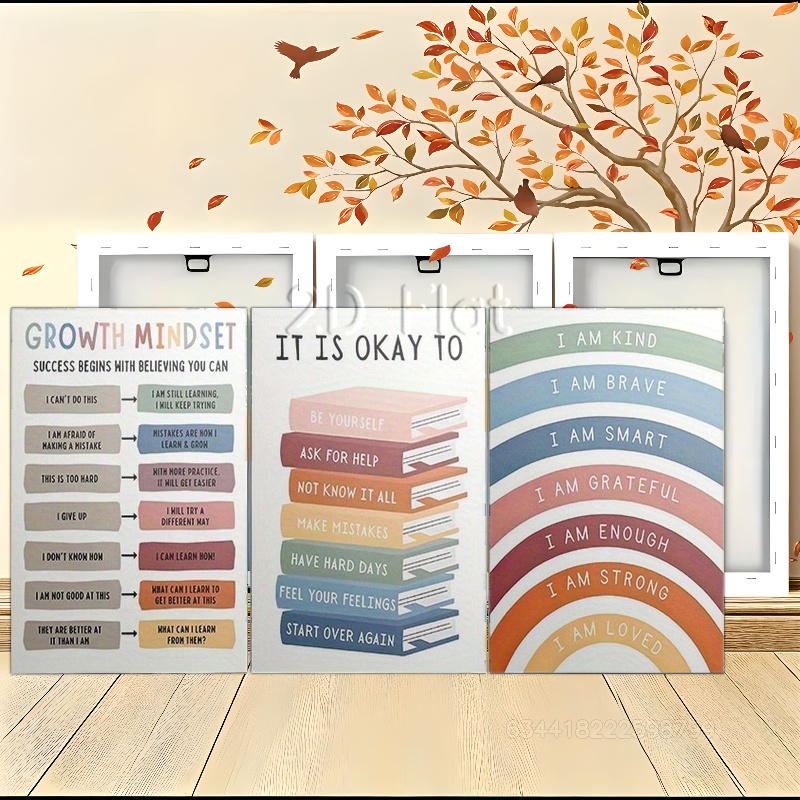 2D Flat
GROWTH MINDSET
SUCCESS BEGINS WITH BELIEVING YOU CAN
I CAN'T DO THIS
I AM STILL LEARNING,
I WILL KEEP TRYING
I AM AFRAID OF
MAKING A MISTAKE
MISTAKES ARE HOW I
LEARN & GROW
THIS IS TOO HARD
WITH MORE PRACTICE,
IT WILL GET EASIER
I GIVE UP
I WILL TRY A
DIFFERENT WAY
I DON'T KNOW HOW
I CAN LEARN HOW!
I AM NOT GOOD AT THIS
WHAT CAN I LEARN TO
GET BETTER AT THIS
THEY ARE BETTER AT
IT THAN I AM
WHAT CAN I LEARN
FROM THEM?
IT IS OKAY TO
BE YOURSELF
ASK FOR HELP
NOT KNOW IT ALL
MAKE MISTAKES
HAVE HARD DAYS
FEEL YOUR FEELINGS
START OVER AGAIN
I AM KIND
I AM BRAVE
I AM SMART
I AM GRATEFUL
I AM ENOUGH
I AM STRONG
I AM LOVED